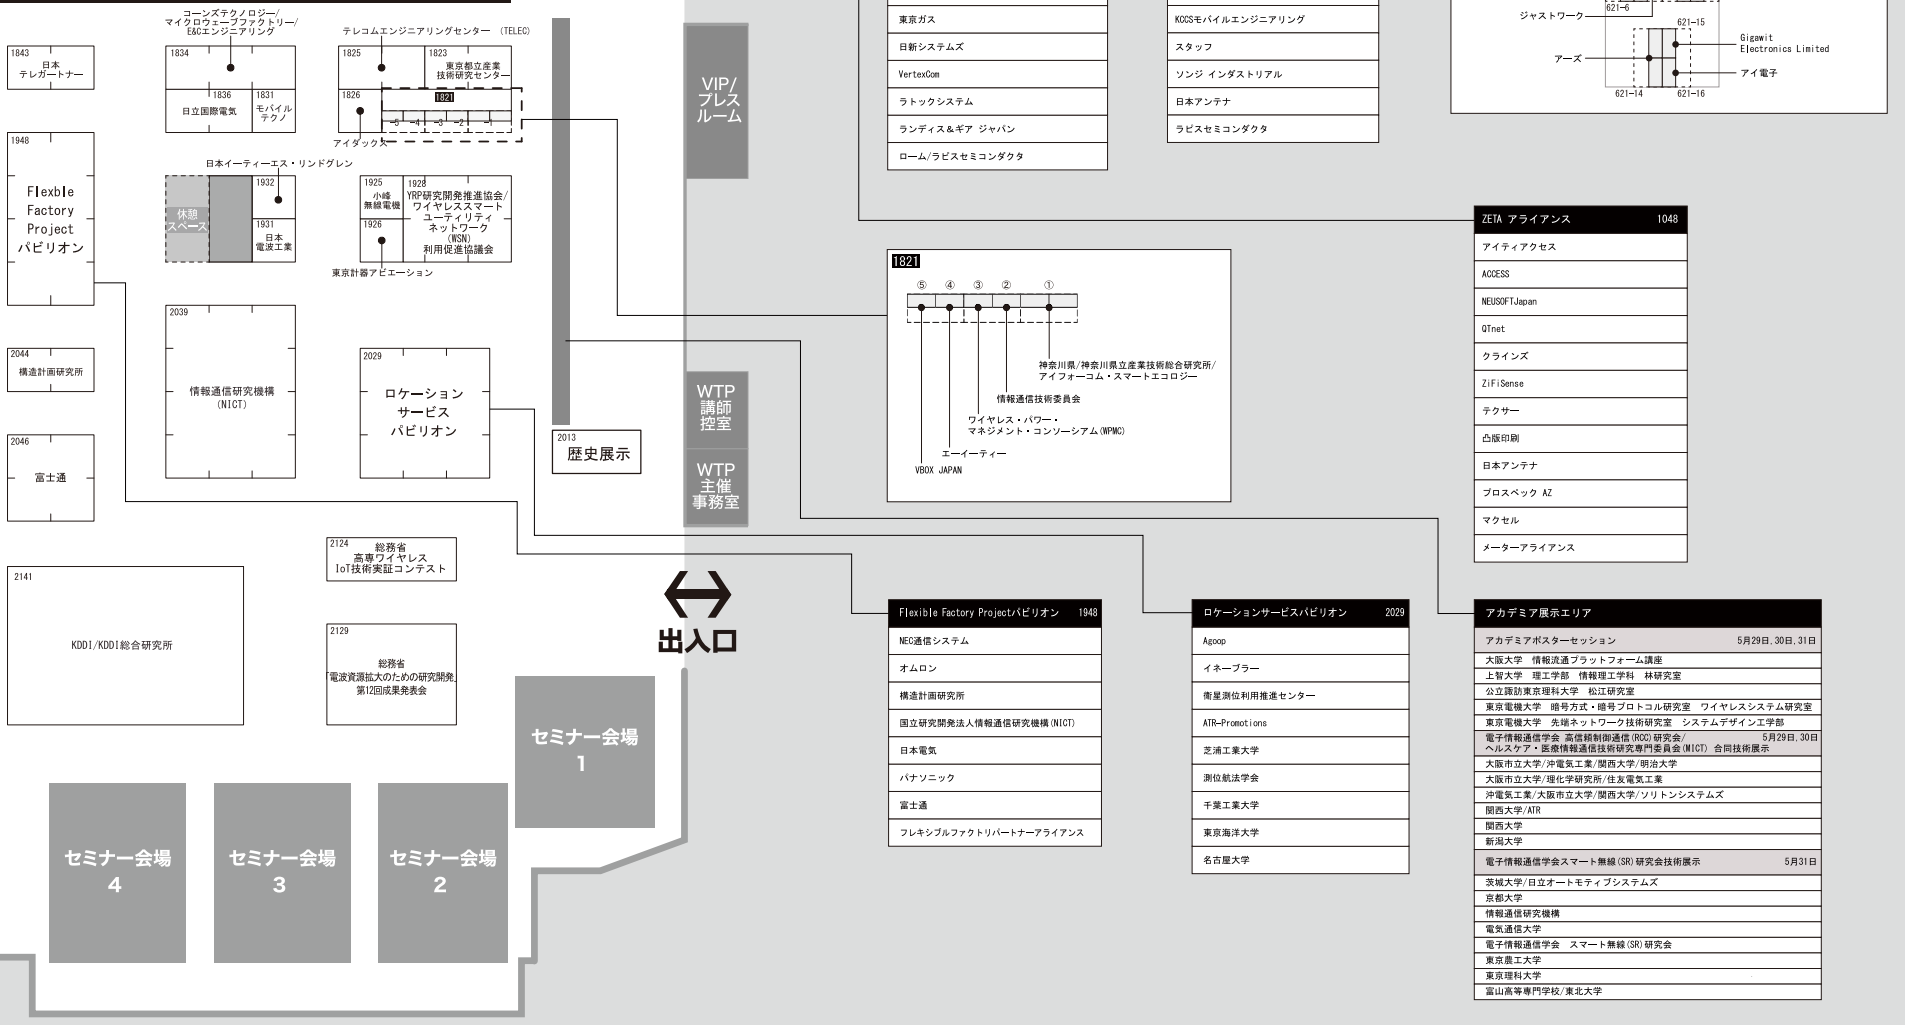 コーンズテクノロジー/
マイクロウェーブファクトリー/
E&Cエンジニアリング
1843
日本
テレガートナー
1834
1836
日立国際電気
1831
モバイル
テクノ
テレコムエンジニアリングセンター (TELEC)
1825
1823
東京都立産業
技術研究センター
1826
1821
-5 -4 -3 -2 -1
アイダックス
1948
Flexble
Factory
Project
パビリオン
日本イーティーエス・リンドグレン
休憩
スペース
1932
1931
日本
電波工業
1925
小峰
無線電機
1926
1928
YRP研究開発推進協会/
ワイヤレススマート
ユーティリティ
ネットワーク
(WSN)
利用促進協議会
東京計器アビエーション
2039
情報通信研究機構
(NICT)
2044
構造計画研究所
2046
富士通
2029
ロケーション
サービス
パビリオン
2013
歴史展示
2124
総務省
高専ワイヤレス
IoT技術実証コンテスト
2141
KDDI/KDDI総合研究所
2129
総務省
「電波資源拡大のための研究開発」
第12回成果発表会
セミナー会場
1
セミナー会場
2
セミナー会場
3
セミナー会場
4
VIP/
プレス
ルーム
WTP
講師
控室
WTP
主催
事務室
出入口
東京ガス
日新システムズ
VertexCom
ラトックシステム
ランディス&ギア ジャパン
ローム/ラピスセミコンダクタ
KCCSモバイルエンジニアリング
スタッフ
ソンジ インダストリアル
日本アンテナ
ラピスセミコンダクタ
ジャストワーク
621-6
621-15
Gigawit
Electronics Limited
アーズ
アイ電子
621-14
621-16
1821
⑤ ④ ③ ② ①
神奈川県/神奈川県立産業技術総合研究所/
アイフォーコム・スマートエコロジー
情報通信技術委員会
ワイヤレス・パワー・
マネジメント・コンソーシアム(WPMC)
エーイーティー
VBOX JAPAN
ZETA アライアンス 1048
アイティアクセス
ACCESS
NEUSOFTJapan
QTnet
クラインズ
ZiFiSense
テクサー
凸版印刷
日本アンテナ
プロスペック AZ
マクセル
メーターアライアンス
Flexible Factory Projectパビリオン 1948
NEC通信システム
オムロン
構造計画研究所
国立研究開発法人情報通信研究機構(NICT)
日本電気
パナソニック
富士通
フレキシブルファクトリパートナーアライアンス
ロケーションサービスパビリオン 2029
Agoop
イネーブラー
衛星測位利用推進センター
ATR-Promotions
芝浦工業大学
測位航法学会
千葉工業大学
東京海洋大学
名古屋大学
アカデミア展示エリア
アカデミアポスターセッション 5月29日,30日,31日
大阪大学 情報流通プラットフォーム講座
上智大学 理工学部 情報理工学科 林研究室
公立諏訪東京理科大学 松江研究室
東京電機大学 暗号方式・暗号プロトコル研究室 ワイヤレスシステム研究室
東京電機大学 先端ネットワーク技術研究室 システムデザイン工学部
電子情報通信学会 高信頼制御通信(RCC)研究会/ 5月29日,30日
ヘルスケア・医療情報通信技術研究専門委員会(MICT) 合同技術展示
大阪市立大学/沖電気工業/関西大学/明治大学
大阪市立大学/理化学研究所/住友電気工業
沖電気工業/大阪市立大学/関西大学/ソリトンシステムズ
関西大学/ATR
関西大学
新潟大学
電子情報通信学会スマート無線(SR)研究会技術展示 5月31日
茨城大学/日立オートモティブシステムズ
京都大学
情報通信研究機構
電気通信大学
電子情報通信学会 スマート無線(SR)研究会
東京農工大学
東京理科大学
富山高等専門学校/東北大学